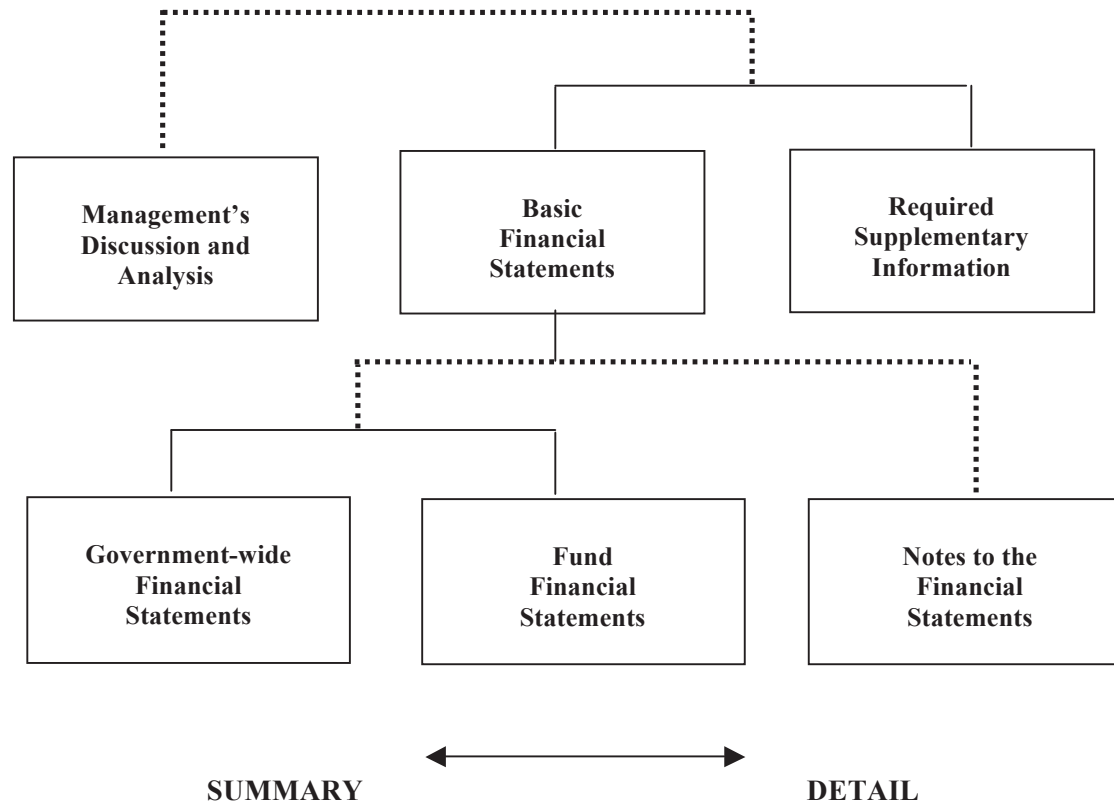 Management’s
Discussion and
Analysis
Basic
Financial
Statements
Required
Supplementary
Information
Government-wide
Financial
Statements
Fund
Financial
Statements
Notes to the
Financial
Statements
SUMMARY
DETAIL